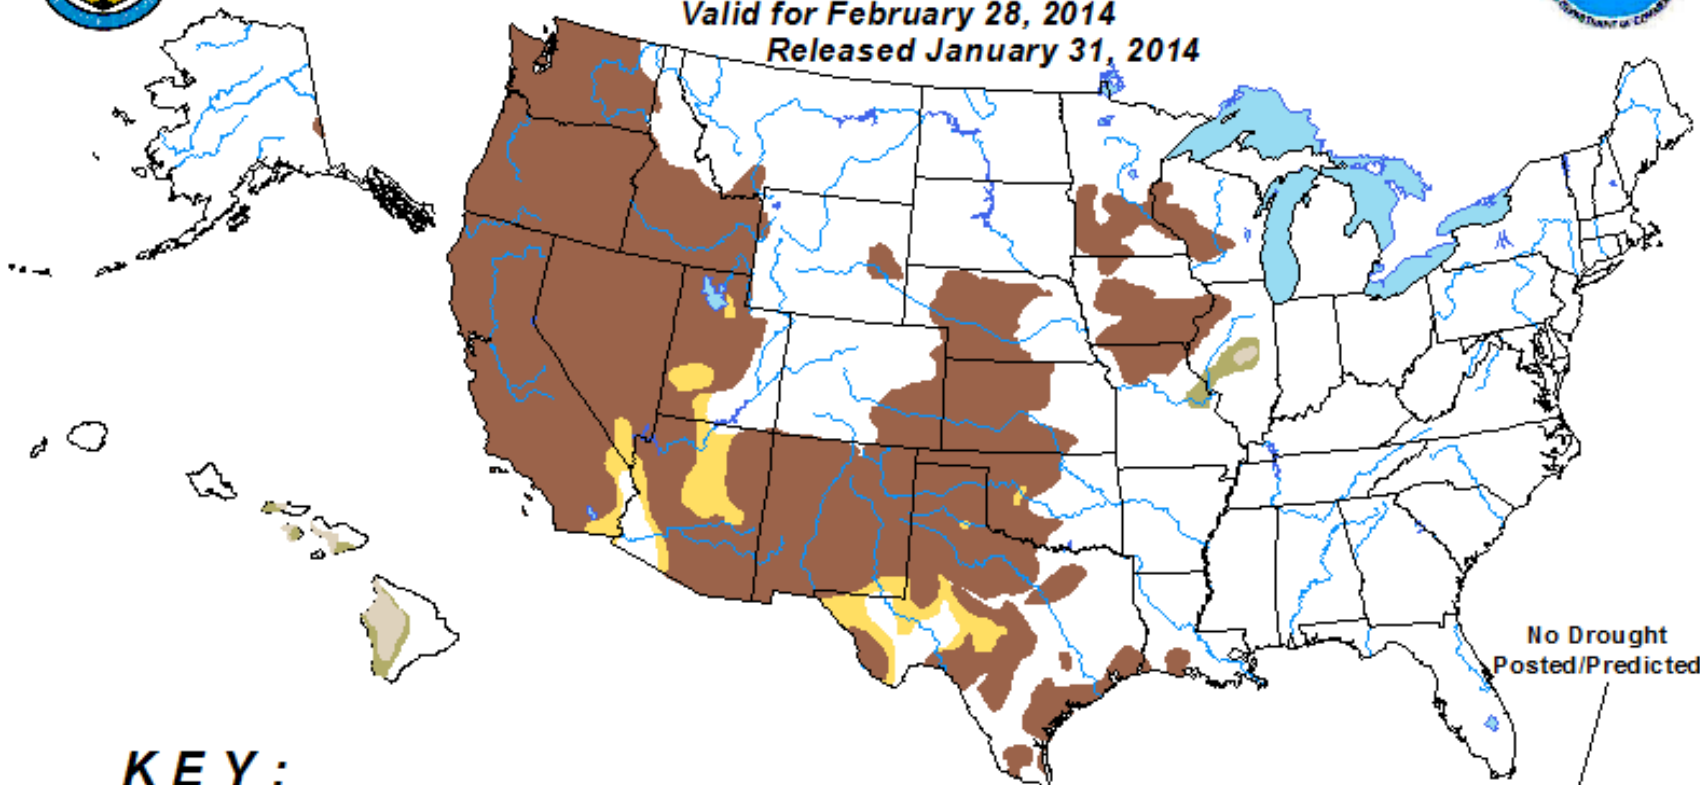 Valid for February 28, 2014
Released January 31, 2014
No Drought
Posted/Predicted
KEY: